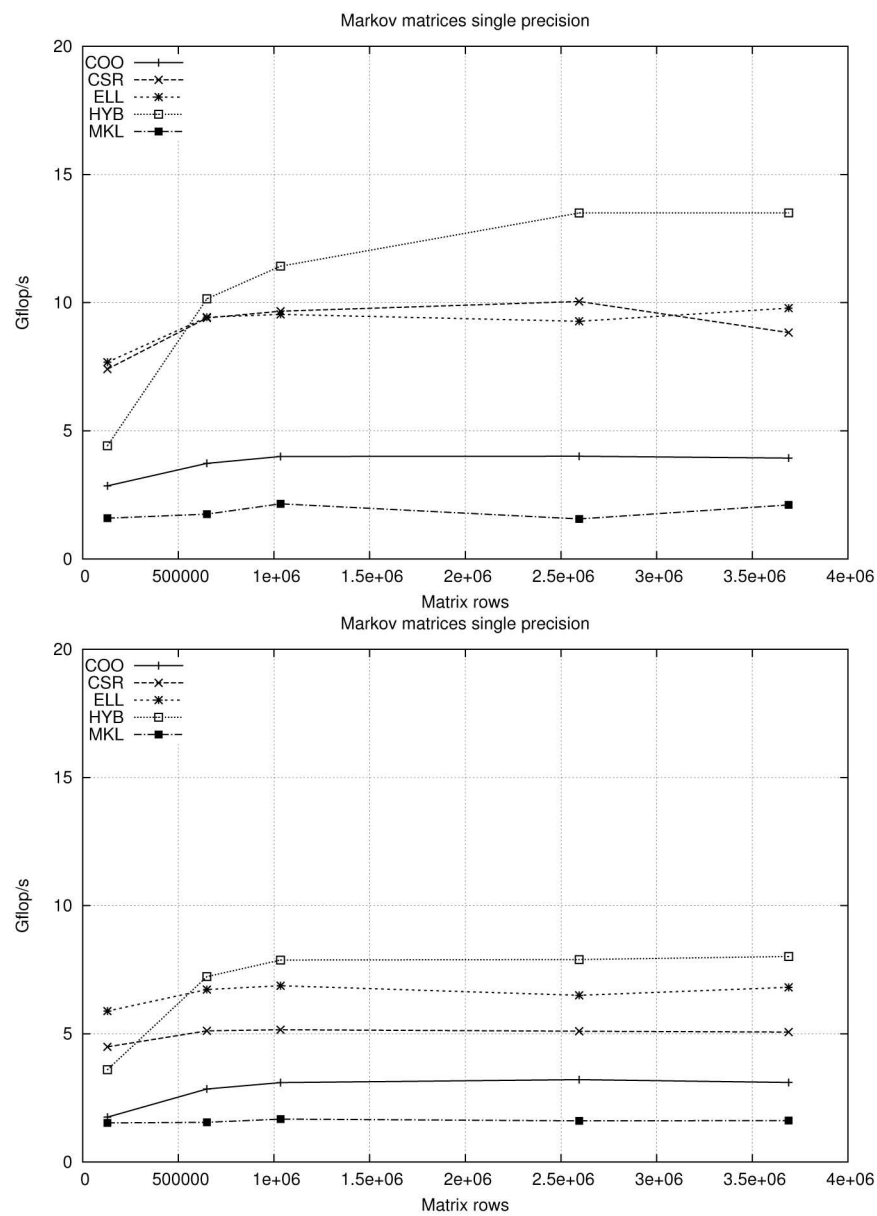 Markov matrices single precision
20
COO
CSR
ELL
HYB
MKL
15
10
5
0
Gflop/s
0 500000 1e+06 1.5e+06 2e+06 2.5e+06 3e+06 3.5e+06 4e+06
Matrix rows
Markov matrices single precision
20
COO
CSR
ELL
HYB
MKL
15
10
5
0
Gflop/s
0 500000 1e+06 1.5e+06 2e+06 2.5e+06 3e+06 3.5e+06 4e+06
Matrix rows